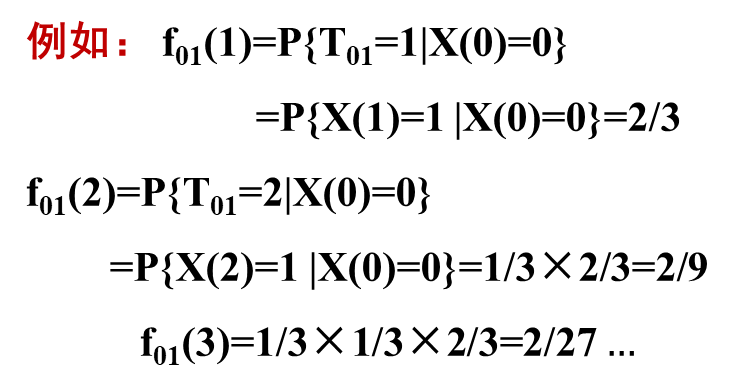 例如： f₀₁(1)=P{T₀₁=1|X(0)=0}
=P{X(1)=1 |X(0)=0}=2/3
f₀₁(2)=P{T₀₁=2|X(0)=0}
=P{X(2)=1 |X(0)=0}=1/3×2/3=2/9
f₀₁(3)=1/3×1/3×2/3=2/27 ...